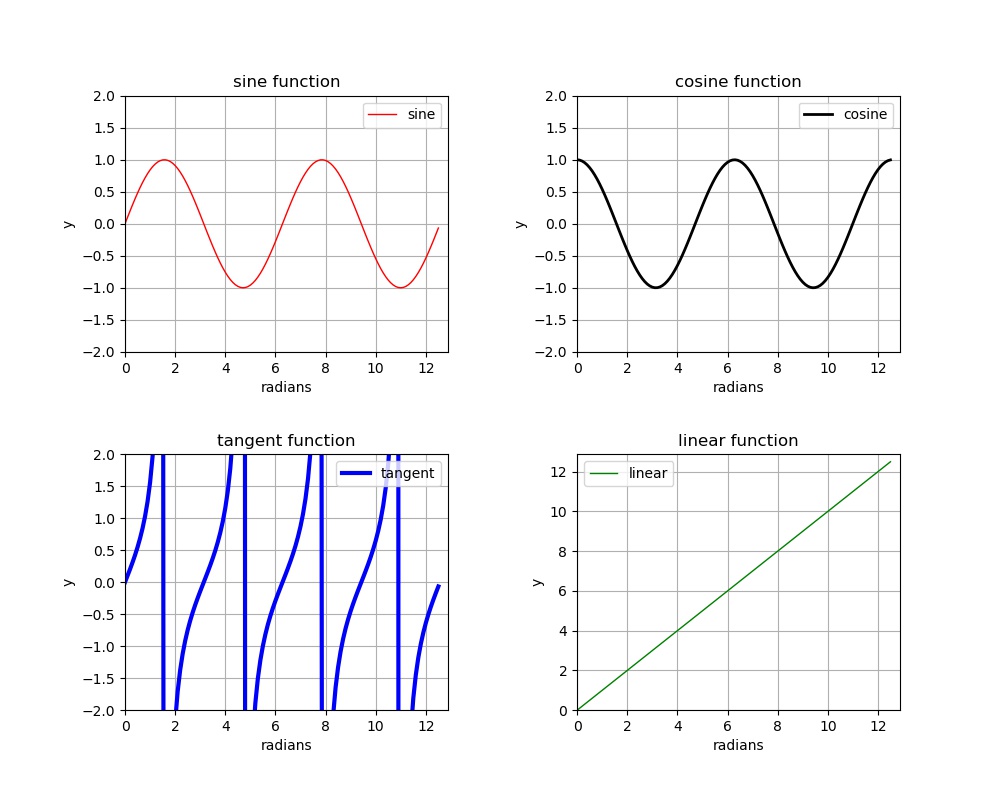 sine function
cosine function
2.0
1.5
1.0
0.5
0.0
−0.5
−1.0
−1.5
−2.0
y
sine
0 2 4 6 8 10 12
radians
2.0
1.5
1.0
0.5
0.0
−0.5
−1.0
−1.5
−2.0
y
cosine
0 2 4 6 8 10 12
radians
tangent function
linear function
2.0
1.5
1.0
0.5
0.0
−0.5
−1.0
−1.5
−2.0
y
tangent
0 2 4 6 8 10 12
radians
12
10
8
6
4
2
0
y
linear
0 2 4 6 8 10 12
radians